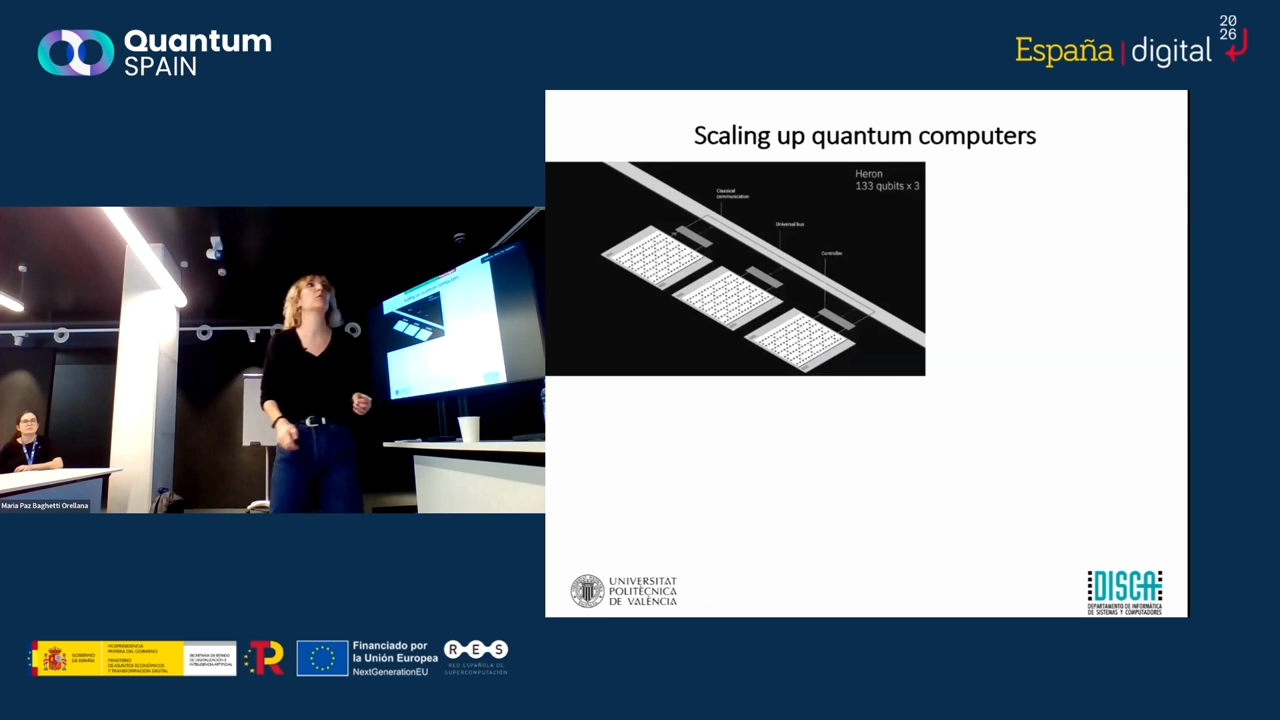 Quantum
SPAIN
España | digital
20
26
Scaling up quantum computers
Heron
133 qubits x 3
Classical
communication
Universal bus
Controller
Maria Paz Baghetti Orellana
UNIVERSITAT
POLITÈCNICA
DE VALÈNCIA
DISCA
DEPARTAMENTO DE INFORMÁTICA
DE SISTEMAS Y COMPUTADORES
GOBIERNO
DE ESPAÑA
VICEPRESIDENCIA
PRIMERA DEL GOBIERNO
MINISTERIO
DE ASUNTOS ECONÓMICOS
Y TRANSFORMACIÓN DIGITAL
SECRETARÍA DE ESTADO
DE DIGITALIZACIÓN E
INTELIGENCIA ARTIFICIAL
TR
Financiado por
la Unión Europea
NextGenerationEU
RES
RED ESPAÑOLA DE
SUPERCOMPUTACIÓN